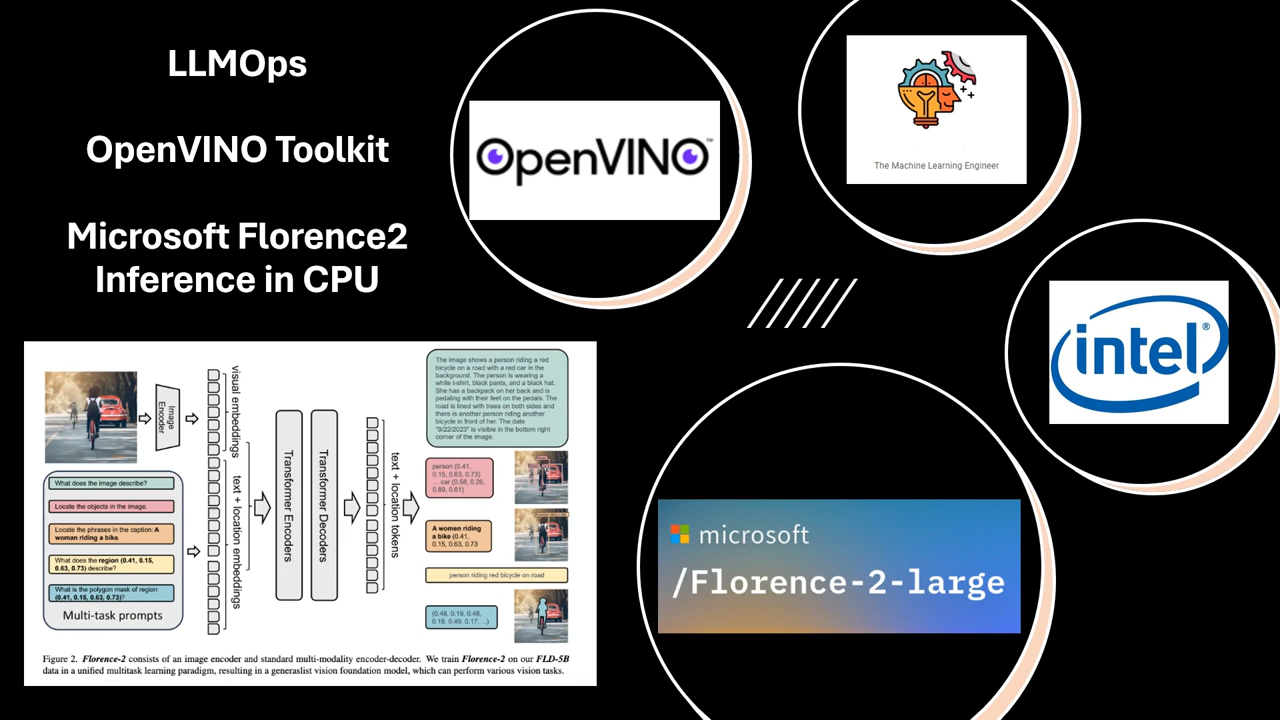 LLMOps
OpenVINO Toolkit
Microsoft Florence2
Inference in CPU
OpenVINO™
The Machine Learning Engineer
intel®
microsoft
/Florence-2-large
Image
Encoder
visual embeddings
text + location embeddings
Transformer Encoders
Transformer Decoders
text + location tokens
What does the image describe?
Locate the objects in the image.
Locate the phrases in the caption: A
woman riding a bike.
What does the region (0.41, 0.15,
0.63, 0.73) describe?
What is the polygon mask of region
(0.41, 0.15, 0.63, 0.73)?
Multi-task prompts
The image shows a person riding a red
bicycle on a road with a red car in the
background. The person is wearing a
white t-shirt, black pants, and a black hat.
She has a backpack on her back and is
pedaling with their feet on the pedals. The
road is lined with trees on both sides and
there is another person riding another
bicycle in front of her. The date
"9/22/2023" is visible in the bottom right
corner of the image.
person (0.41,
0.15, 0.63, 0.73)
... car (0.58, 0.26,
0.89, 0.61)
A women riding
a bike (0.41,
0.15, 0.63, 0.73
person riding red bicycle on road
(0.48, 0.19, 0.48,
0.18, 0.49, 0.17, ...)
Figure 2. Florence-2 consists of an image encoder and standard multi-modality encoder-decoder. We train Florence-2 on our FLD-5B
data in a unified multitask learning paradigm, resulting in a generaslist vision foundation model, which can perform various vision tasks.